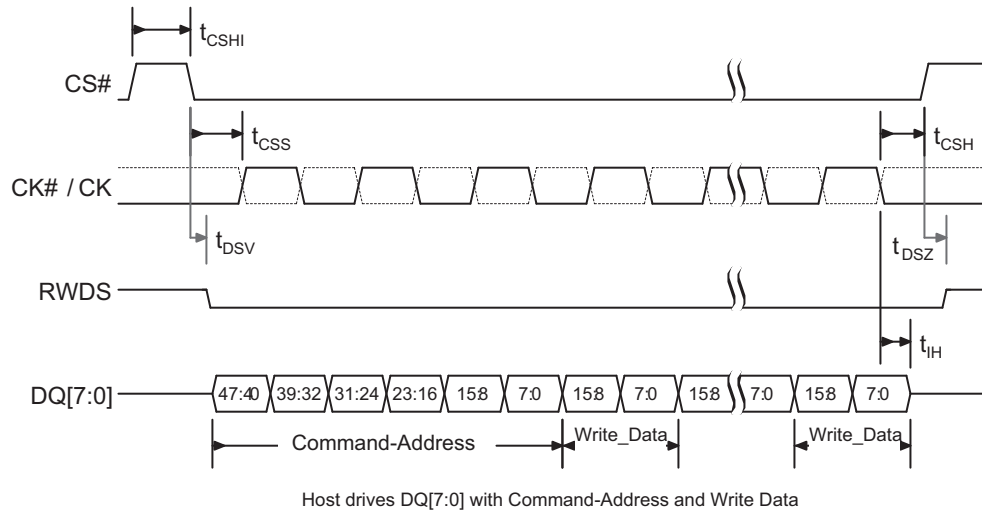 tCSHI
CS#
tCSS
tCSH
CK# / CK
tDSV
tDSZ
RWDS
tIH
DQ[7:0]
47:40 39:32 31:24 23:16 15:8 7:0 15:8 7:0 15:8 7:0 15:8 7:0
Command-Address
Write_Data
Write_Data
Host drives DQ[7:0] with Command-Address and Write Data